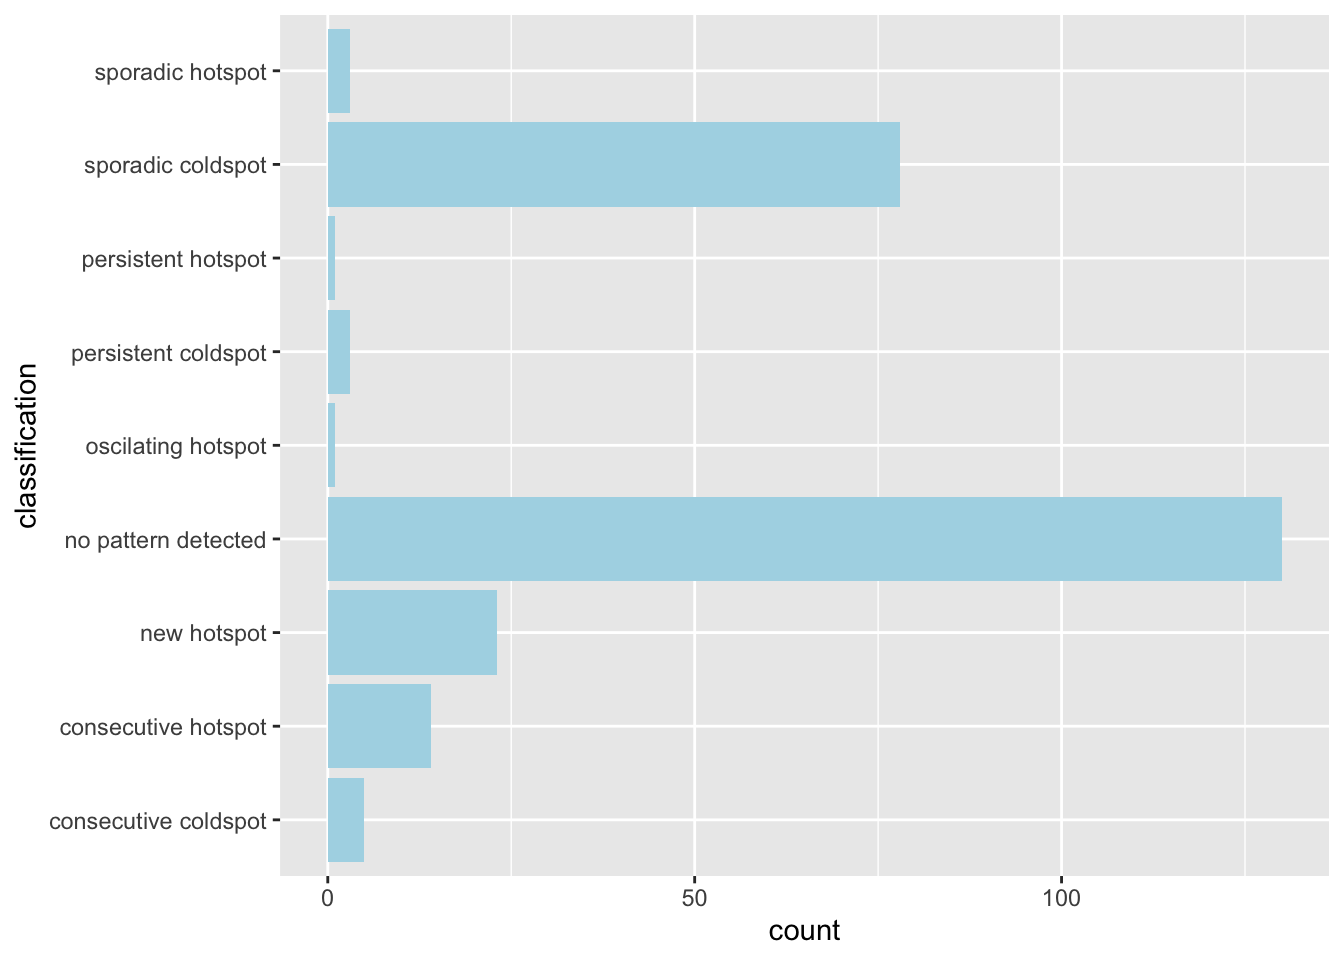 sporadic hotspot
sporadic coldspot
persistent hotspot
persistent coldspot
oscilating hotspot
no pattern detected
new hotspot
consecutive hotspot
consecutive coldspot
classification
0 50 100
count